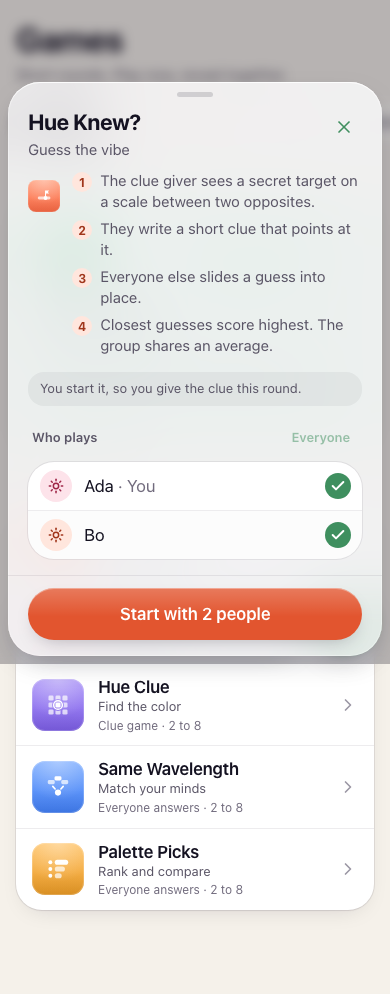 Games
Hue Knew?
Guess the vibe
1 The clue giver sees a secret target on
a scale between two opposites.
2 They write a short clue that points at
it.
3 Everyone else slides a guess into
place.
4 Closest guesses score highest. The
group shares an average.
You start it, so you give the clue this round.
Who plays Everyone
Ada · You
Bo
Start with 2 people
Hue Clue
Find the color
Clue game · 2 to 8
Same Wavelength
Match your minds
Everyone answers · 2 to 8
Palette Picks
Rank and compare
Everyone answers · 2 to 8